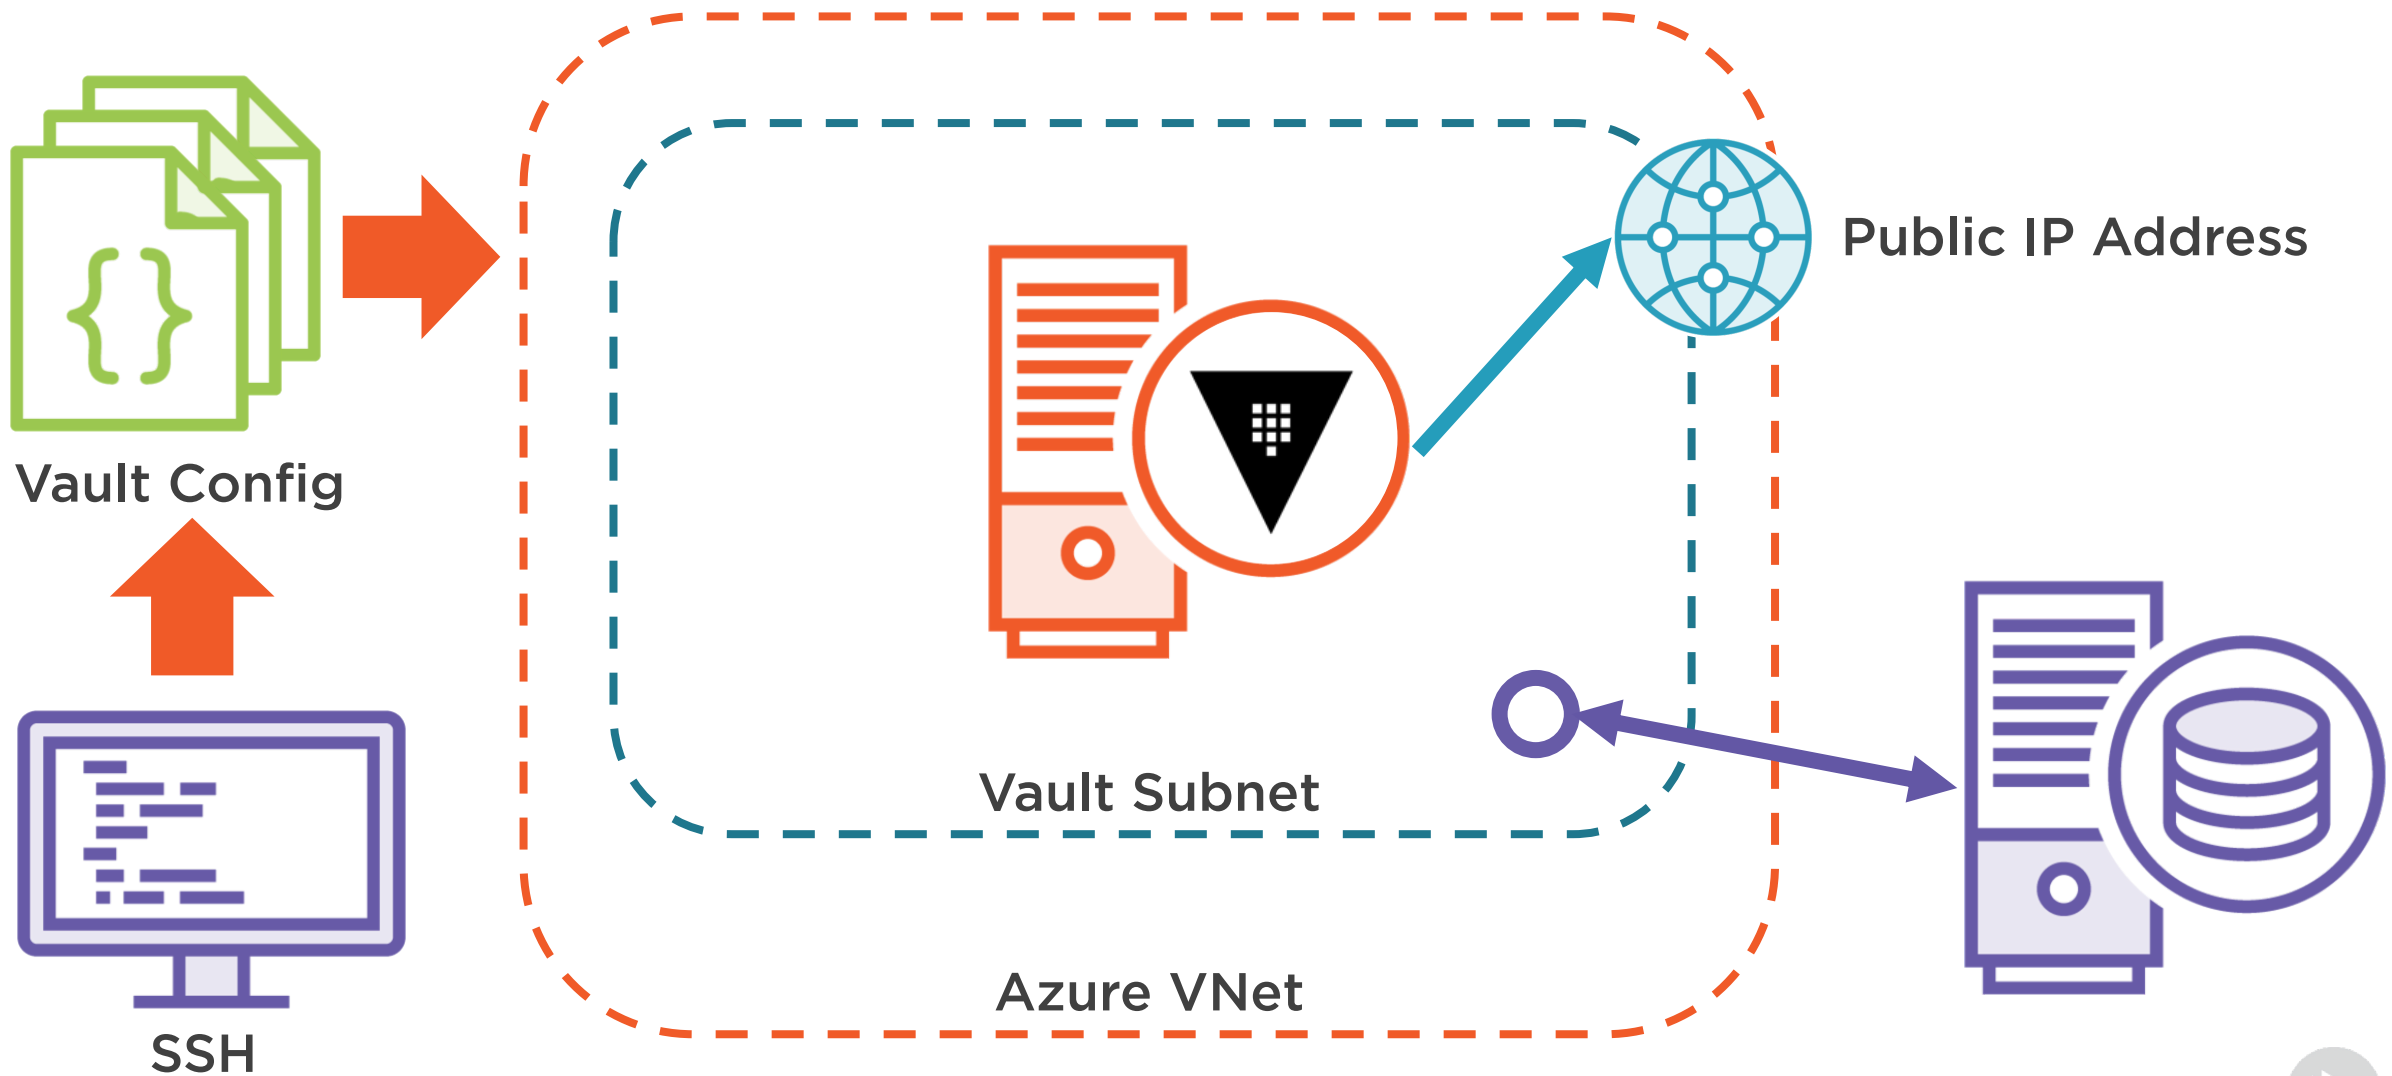 Public IP Address
Vault Config
Vault Subnet
Azure VNet
SSH